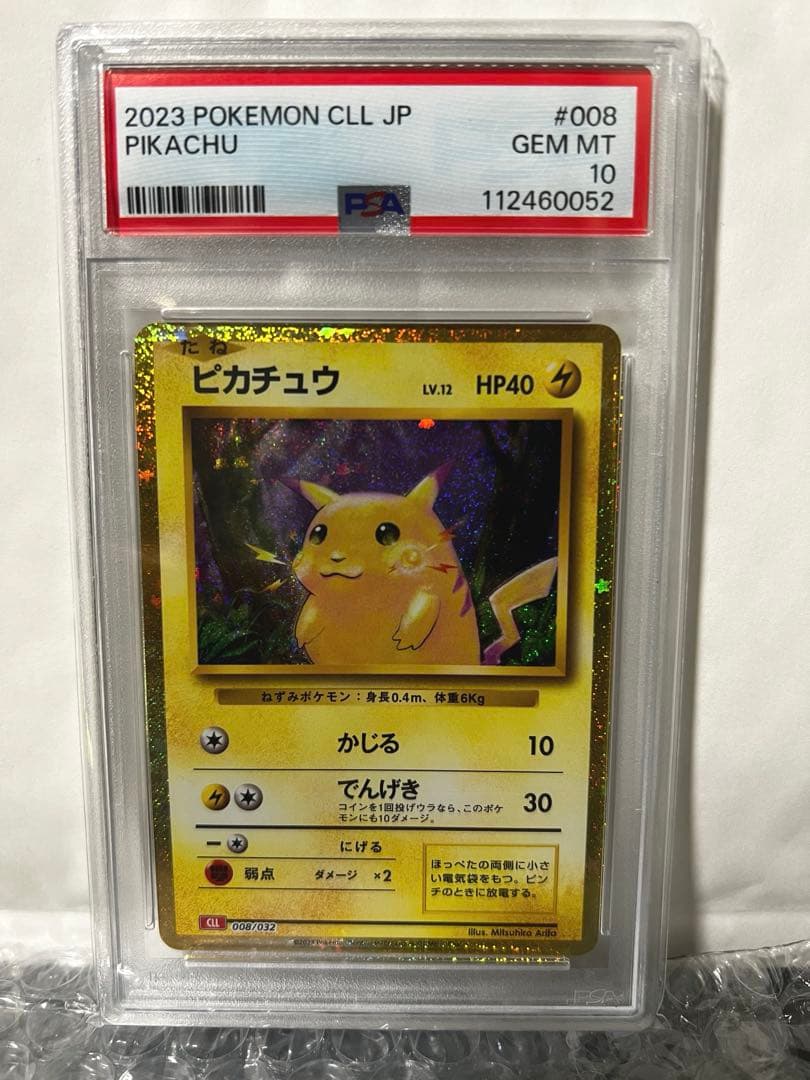 2023 POKEMON CLL JP #008
PIKACHU GEM MT
10
PSA 112460052
たね
ピカチュウ LV.12 HP40
ねずみポケモン：身長0.4m、体重6Kg
かじる 10
でんげき 30
コインを1回投げウラなら、このポケ
モンにも10ダメージ。
にげる
弱点 ダメージ ×2
ほっぺたの両側に小さ
い電気袋をもつ。ピン
チのときに放電する。
CLL 008/032
Illus. Mitsuhiro Arita
PSA